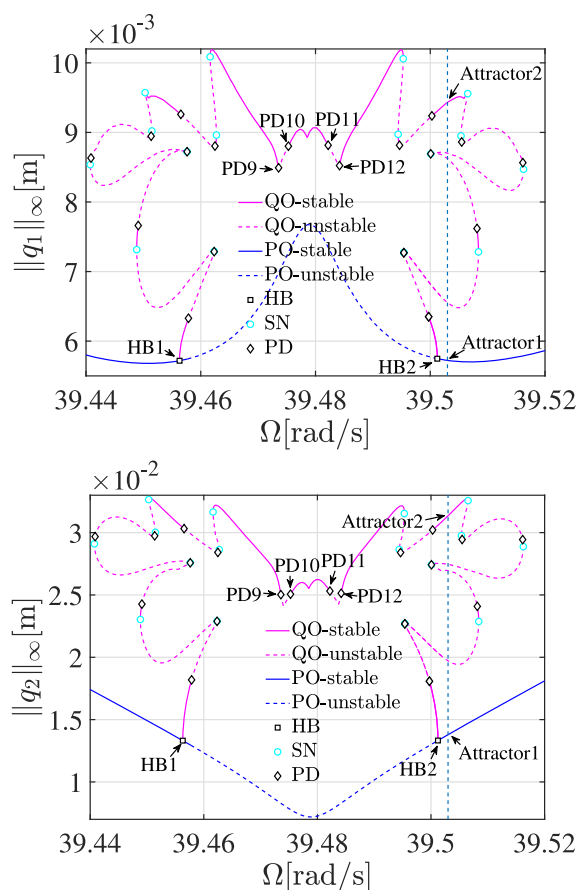 ×10⁻³
10
9
8
7
6
||q₁||∞[m]
Attractor2
PD10
PD11
PD9
PD12
QO-stable
QO-unstable
PO-stable
PO-unstable
HB
SN
PD
HB1
Attractor1
HB2
39.44 39.46 39.48 39.5 39.52
Ω[rad/s]
×10⁻²
3
2.5
2
1.5
1
||q₂||∞[m]
Attractor2
PD10
PD11
PD9
PD12
QO-stable
QO-unstable
PO-stable
PO-unstable
HB
SN
PD
HB1
HB2
Attractor1
39.44 39.46 39.48 39.5 39.52
Ω[rad/s]